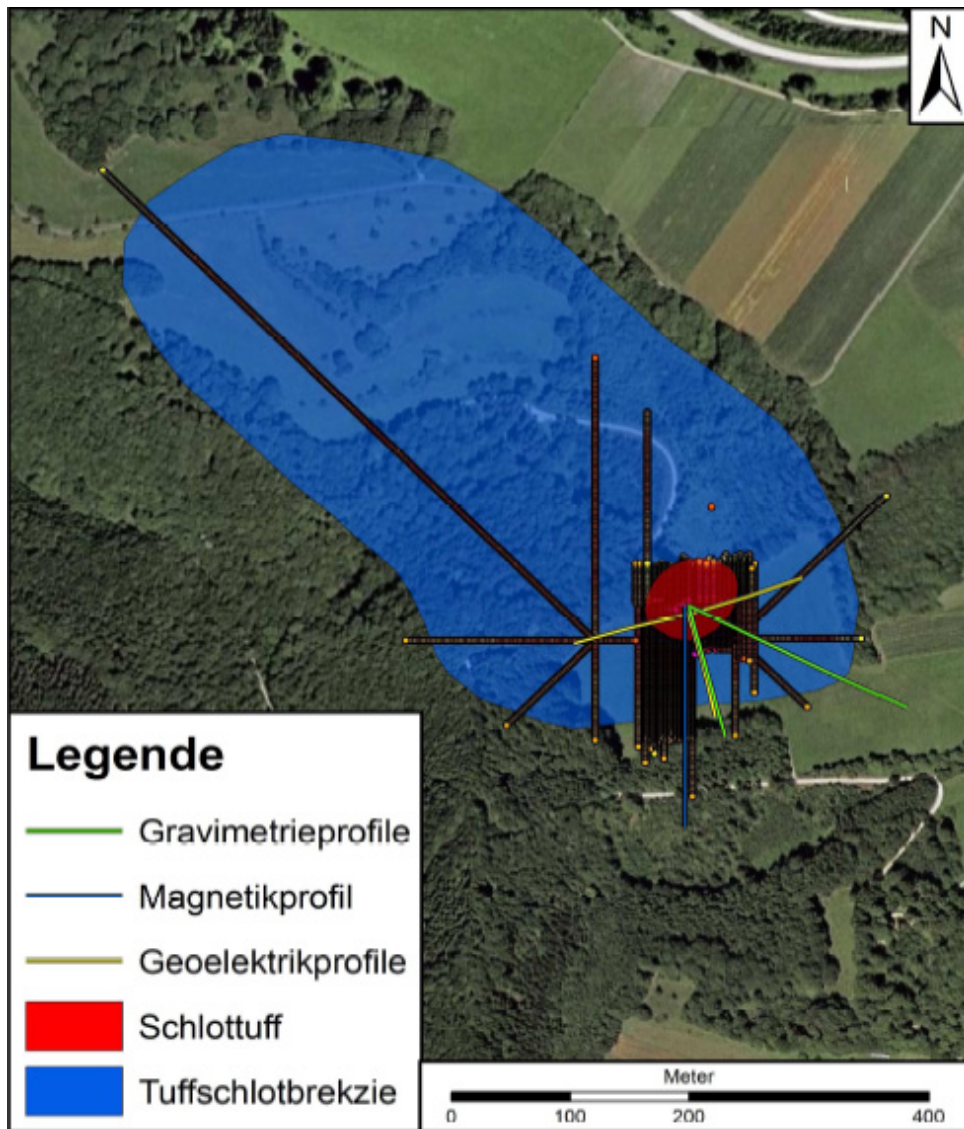 N
Legende
Gravimetrieprofile
Magnetikprofil
Geoelektrikprofile
Schlottuff
Tuffschlotbrekzie
Meter
0 100 200 400